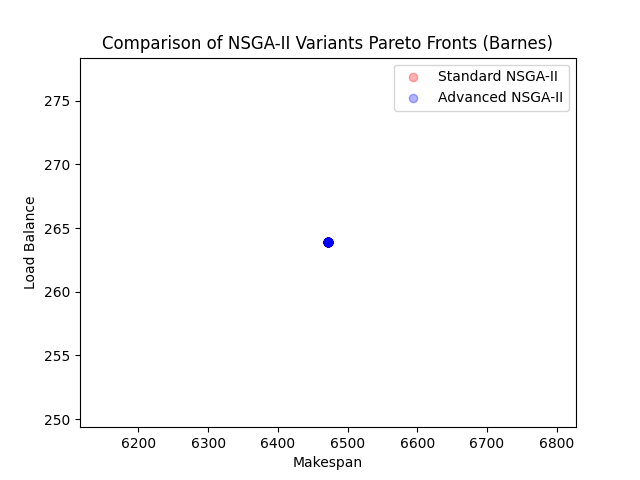 Comparison of NSGA-II Variants Pareto Fronts (Barnes)
Standard NSGA-II
Advanced NSGA-II
275
270
265
260
255
250
Load Balance
6200 6300 6400 6500 6600 6700 6800
Makespan